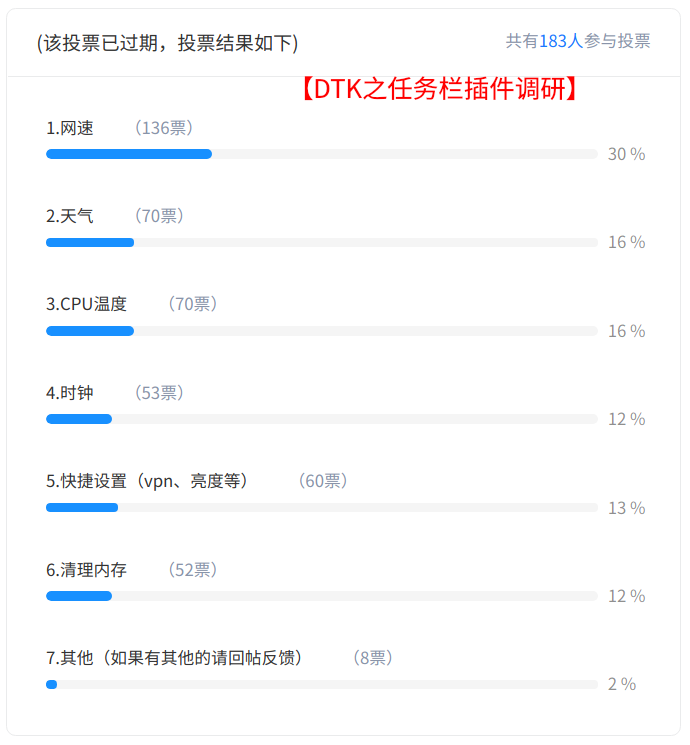 (该投票已过期，投票结果如下)
共有183人参与投票
【DTK之任务栏插件调研】
1.网速 （136票）
30 %
2.天气 （70票）
16 %
3.CPU温度 （70票）
16 %
4.时钟 （53票）
12 %
5.快捷设置（vpn、亮度等） （60票）
13 %
6.清理内存 （52票）
12 %
7.其他（如果有其他的请回帖反馈） （8票）
2 %